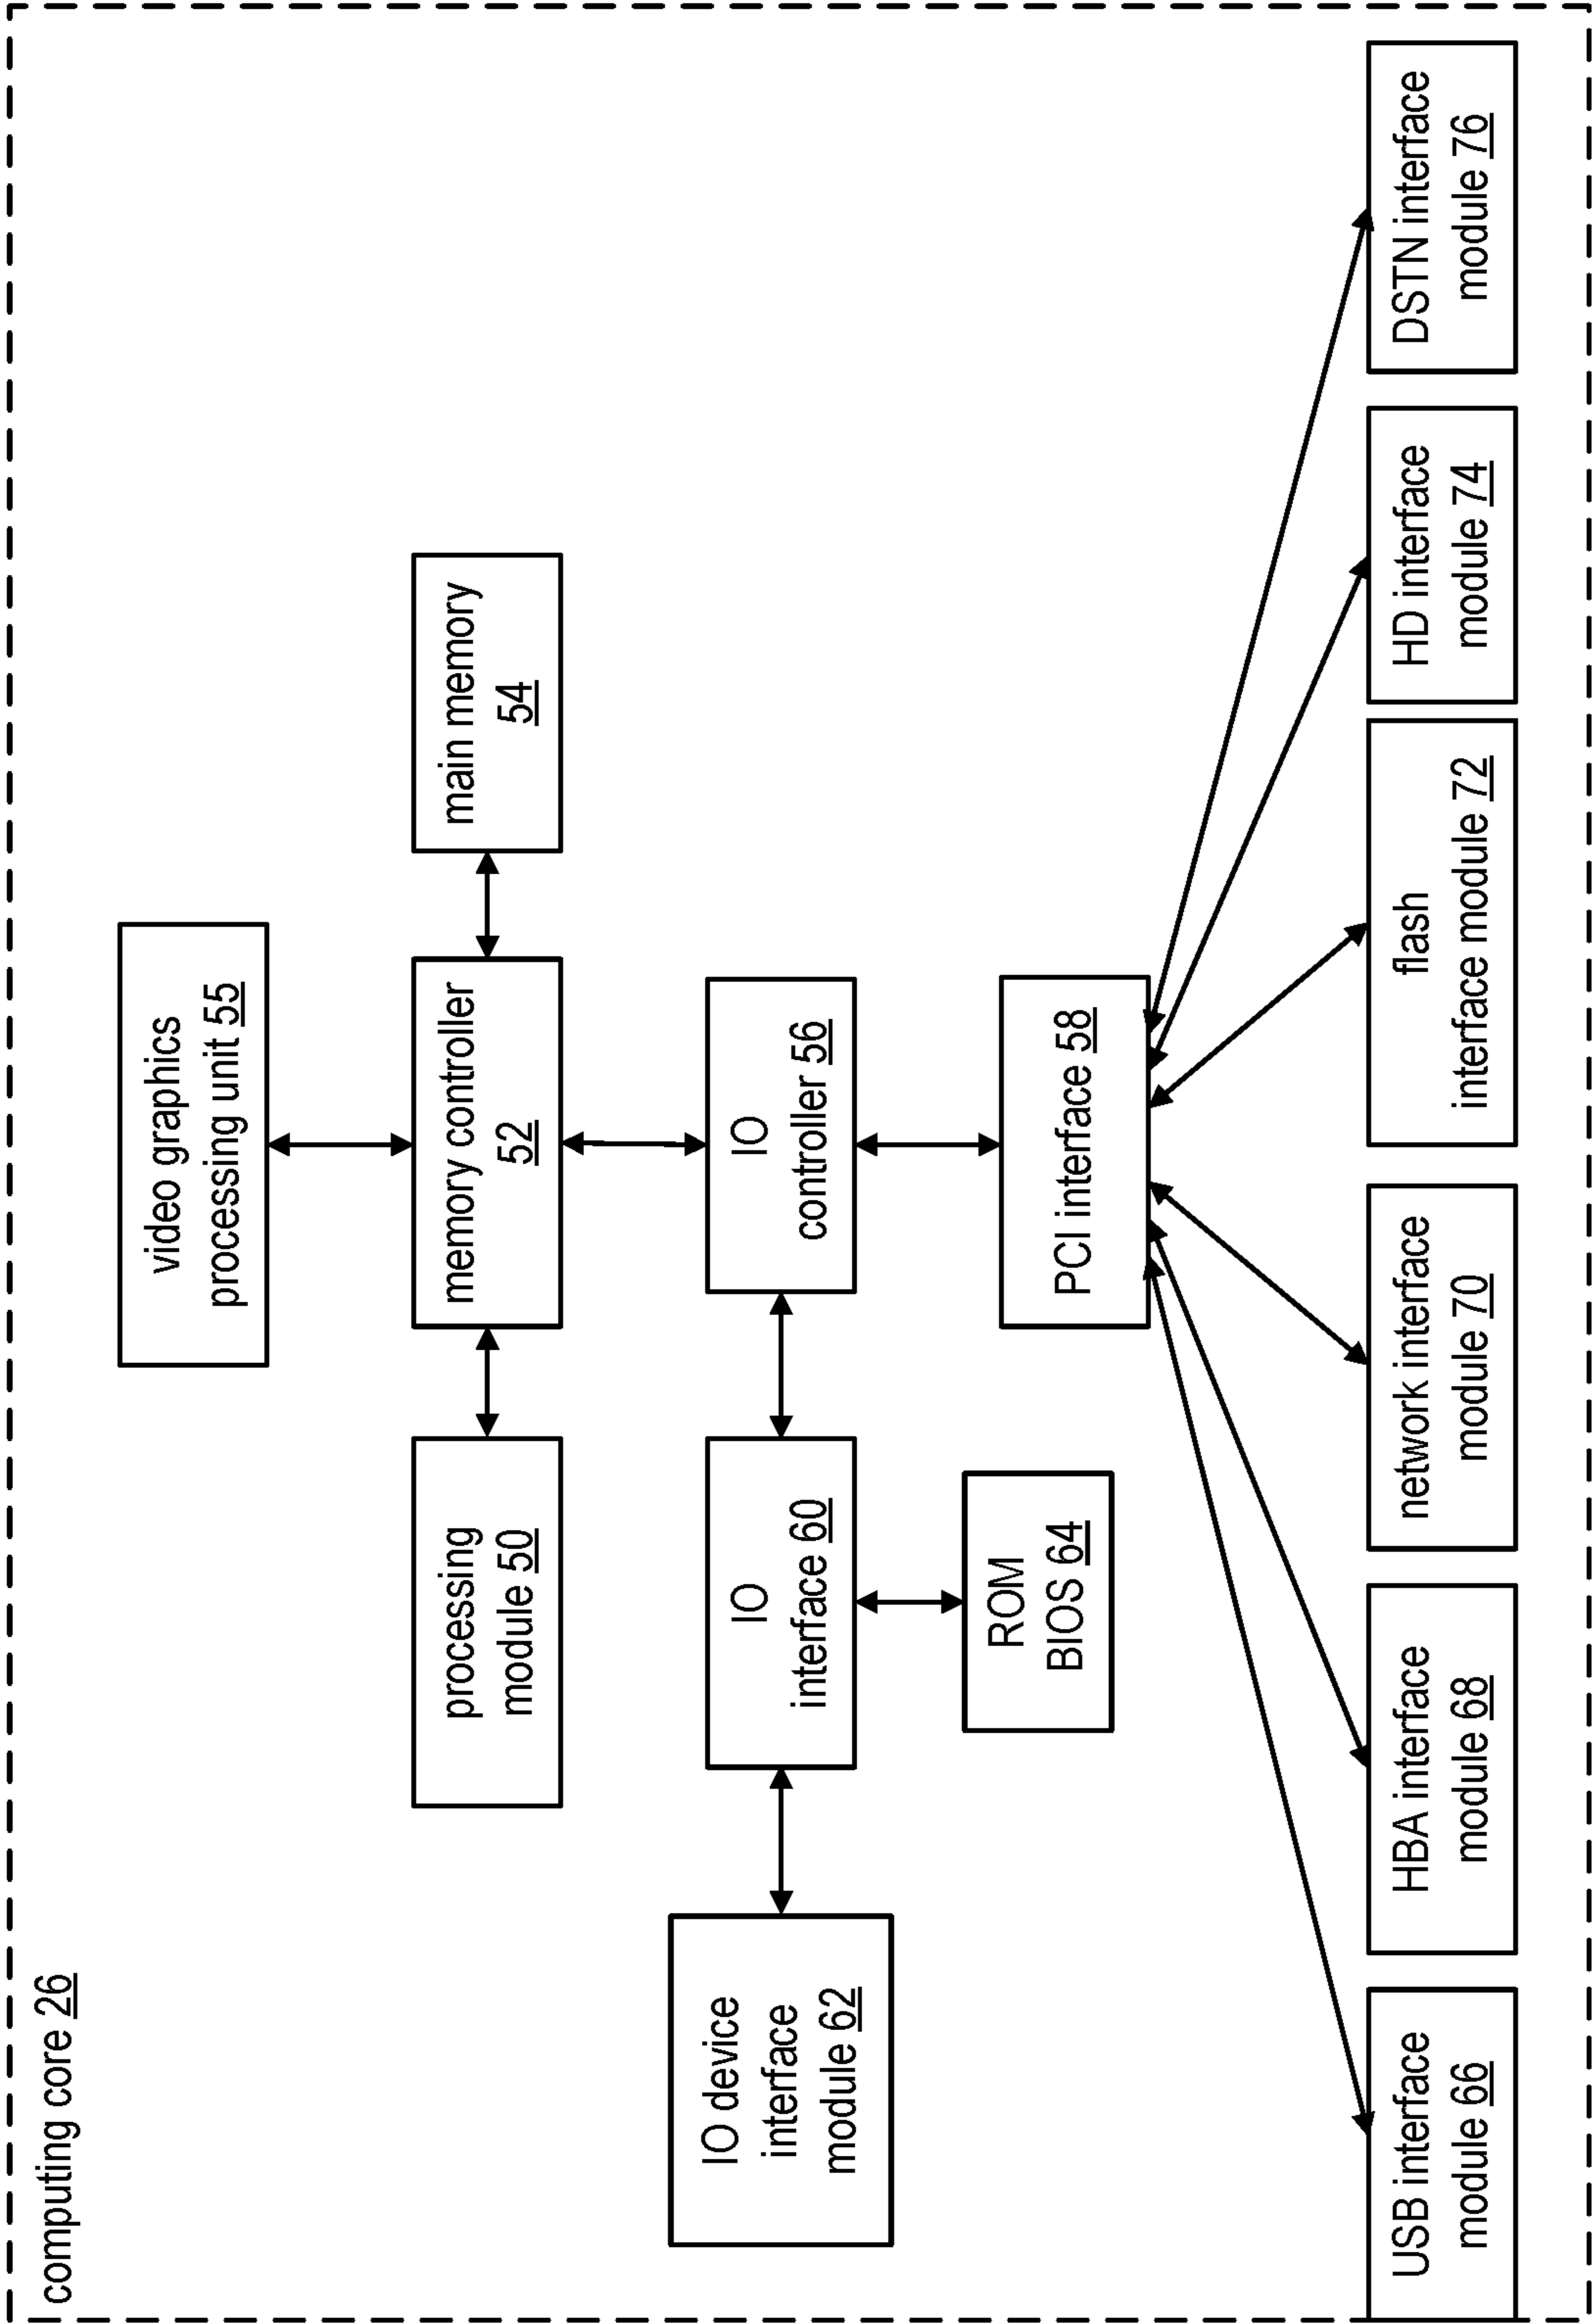 computing core 26
video graphics
processing unit 55
processing
module 50
memory controller
52
main memory
54
IO device
interface
module 62
IO
interface 60
IO
controller 56
ROM
BIOS 64
PCI interface 58
USB interface
module 66
HBA interface
module 68
network interface
module 70
flash
interface module 72
HD interface
module 74
DSTN interface
module 76